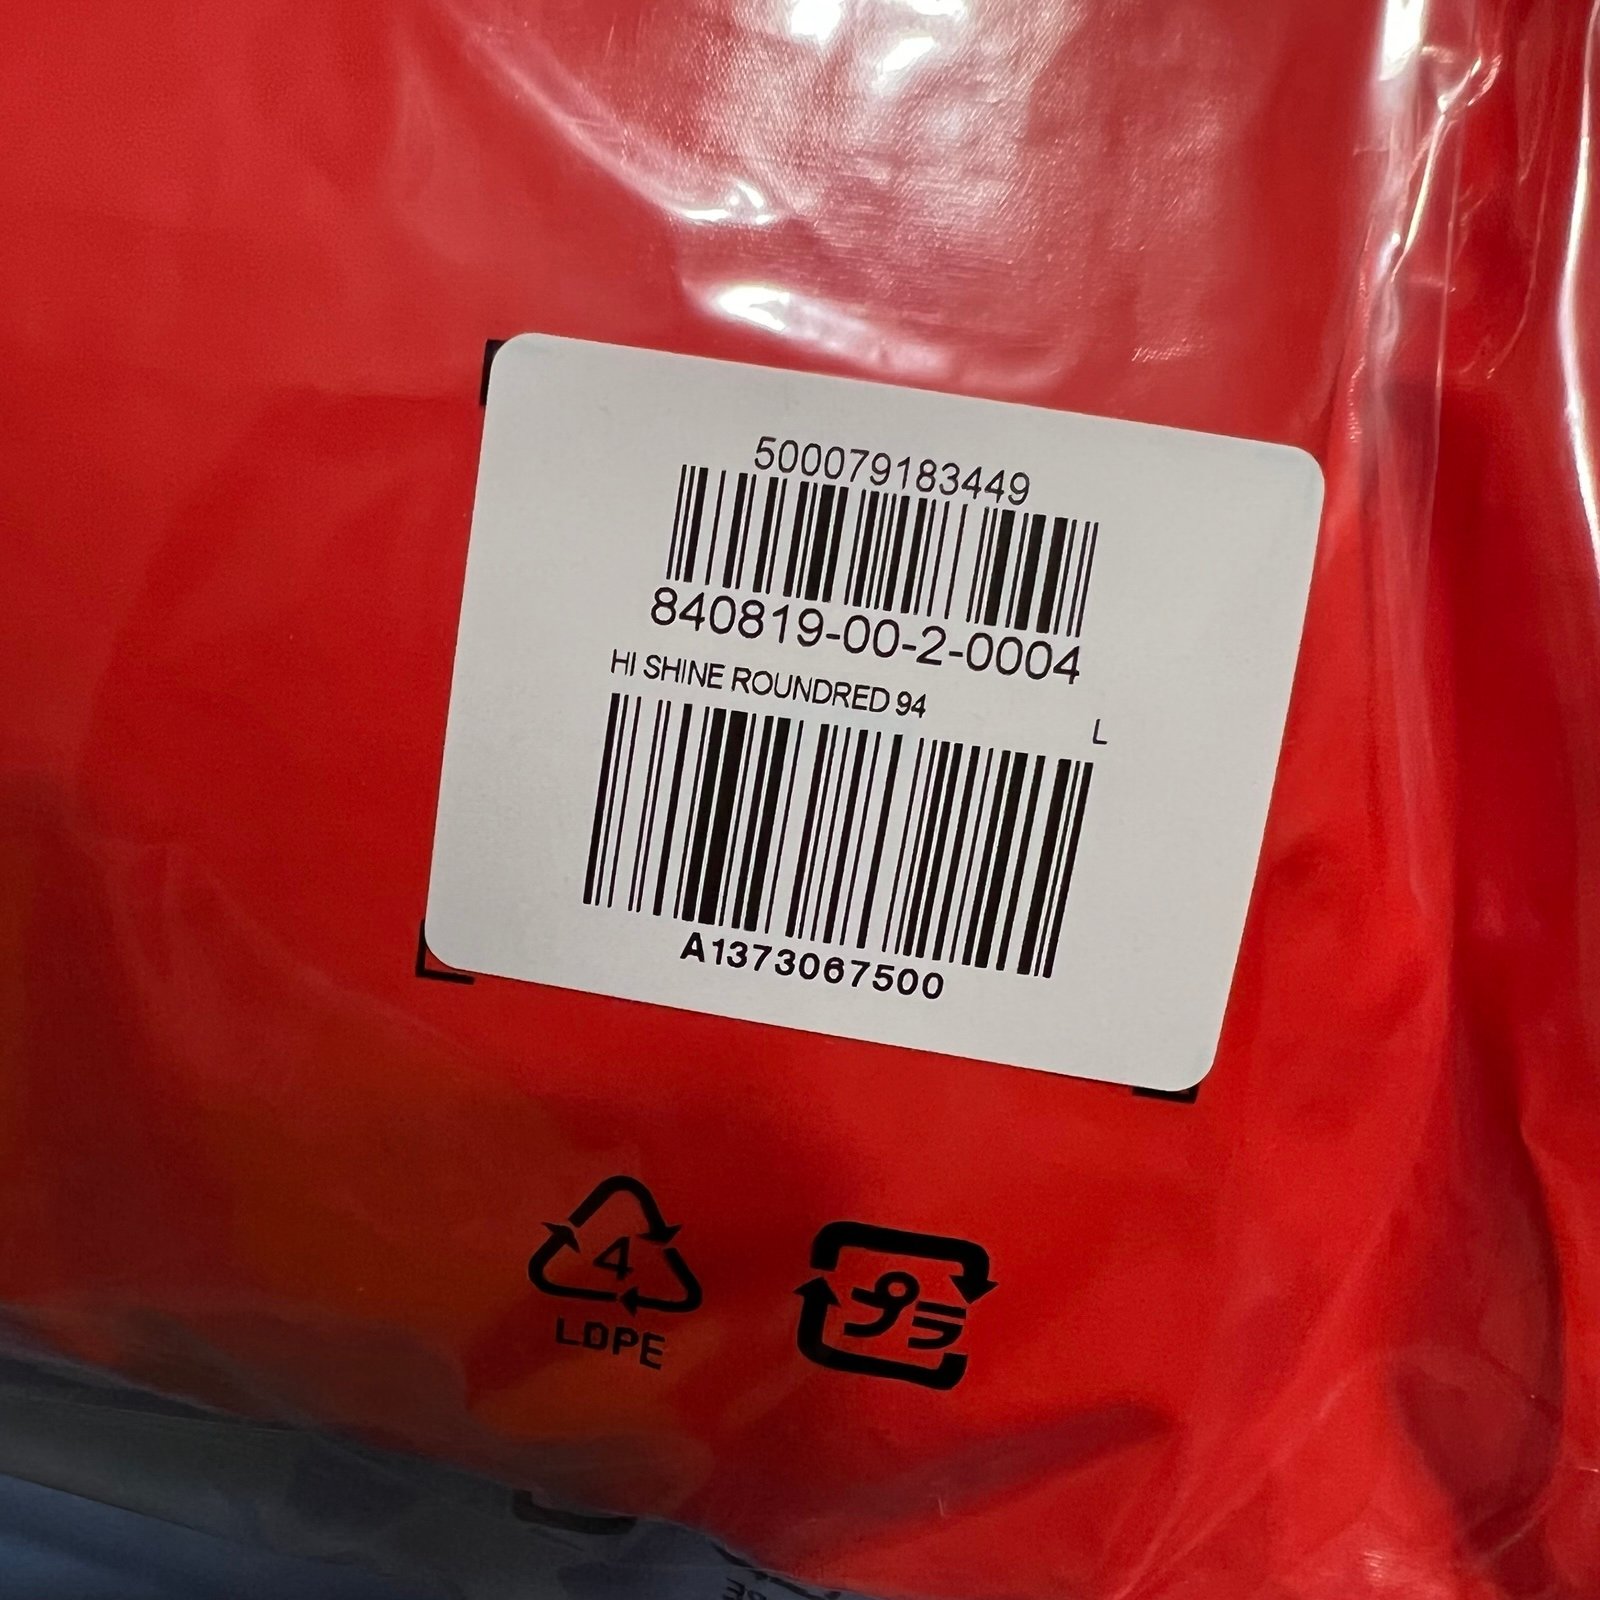 500079183449
840819-00-2-0004
HI SHINE ROUNDRED 94
L
A1373067500
4
LDPE
プラ